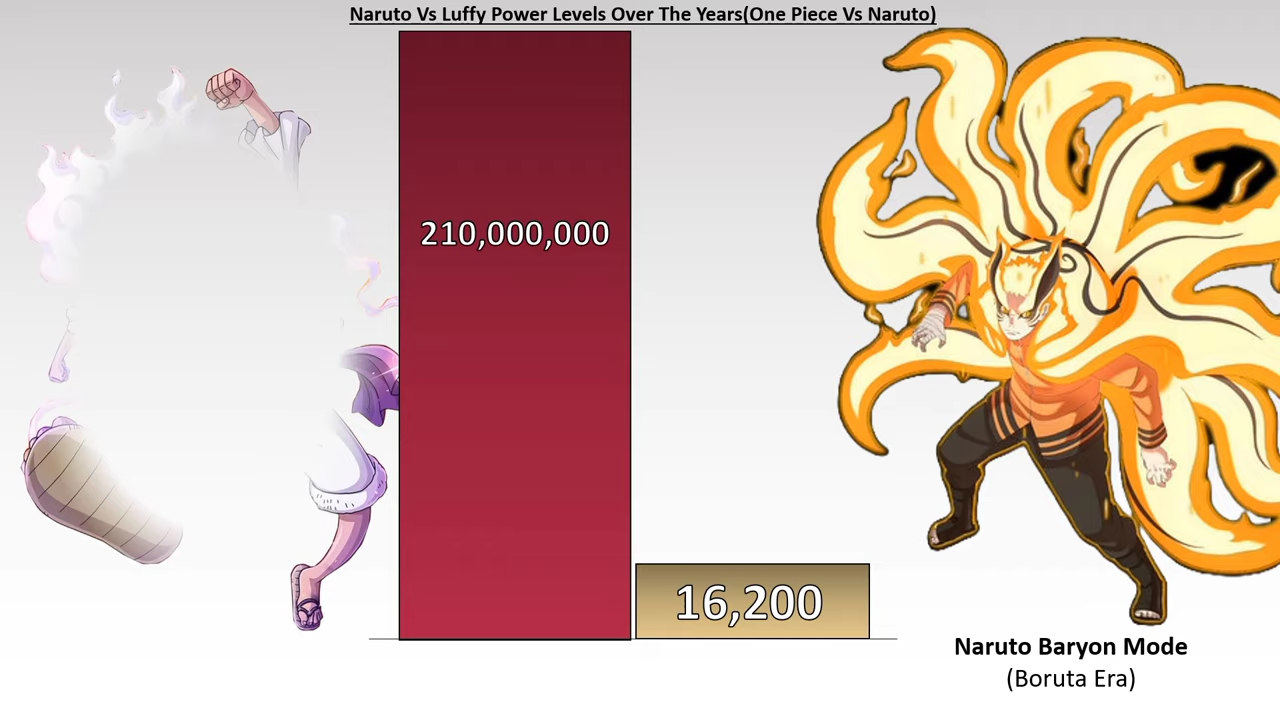 Naruto Vs Luffy Power Levels Over The Years(One Piece Vs Naruto)
210,000,000
16,200
Naruto Baryon Mode
(Boruta Era)